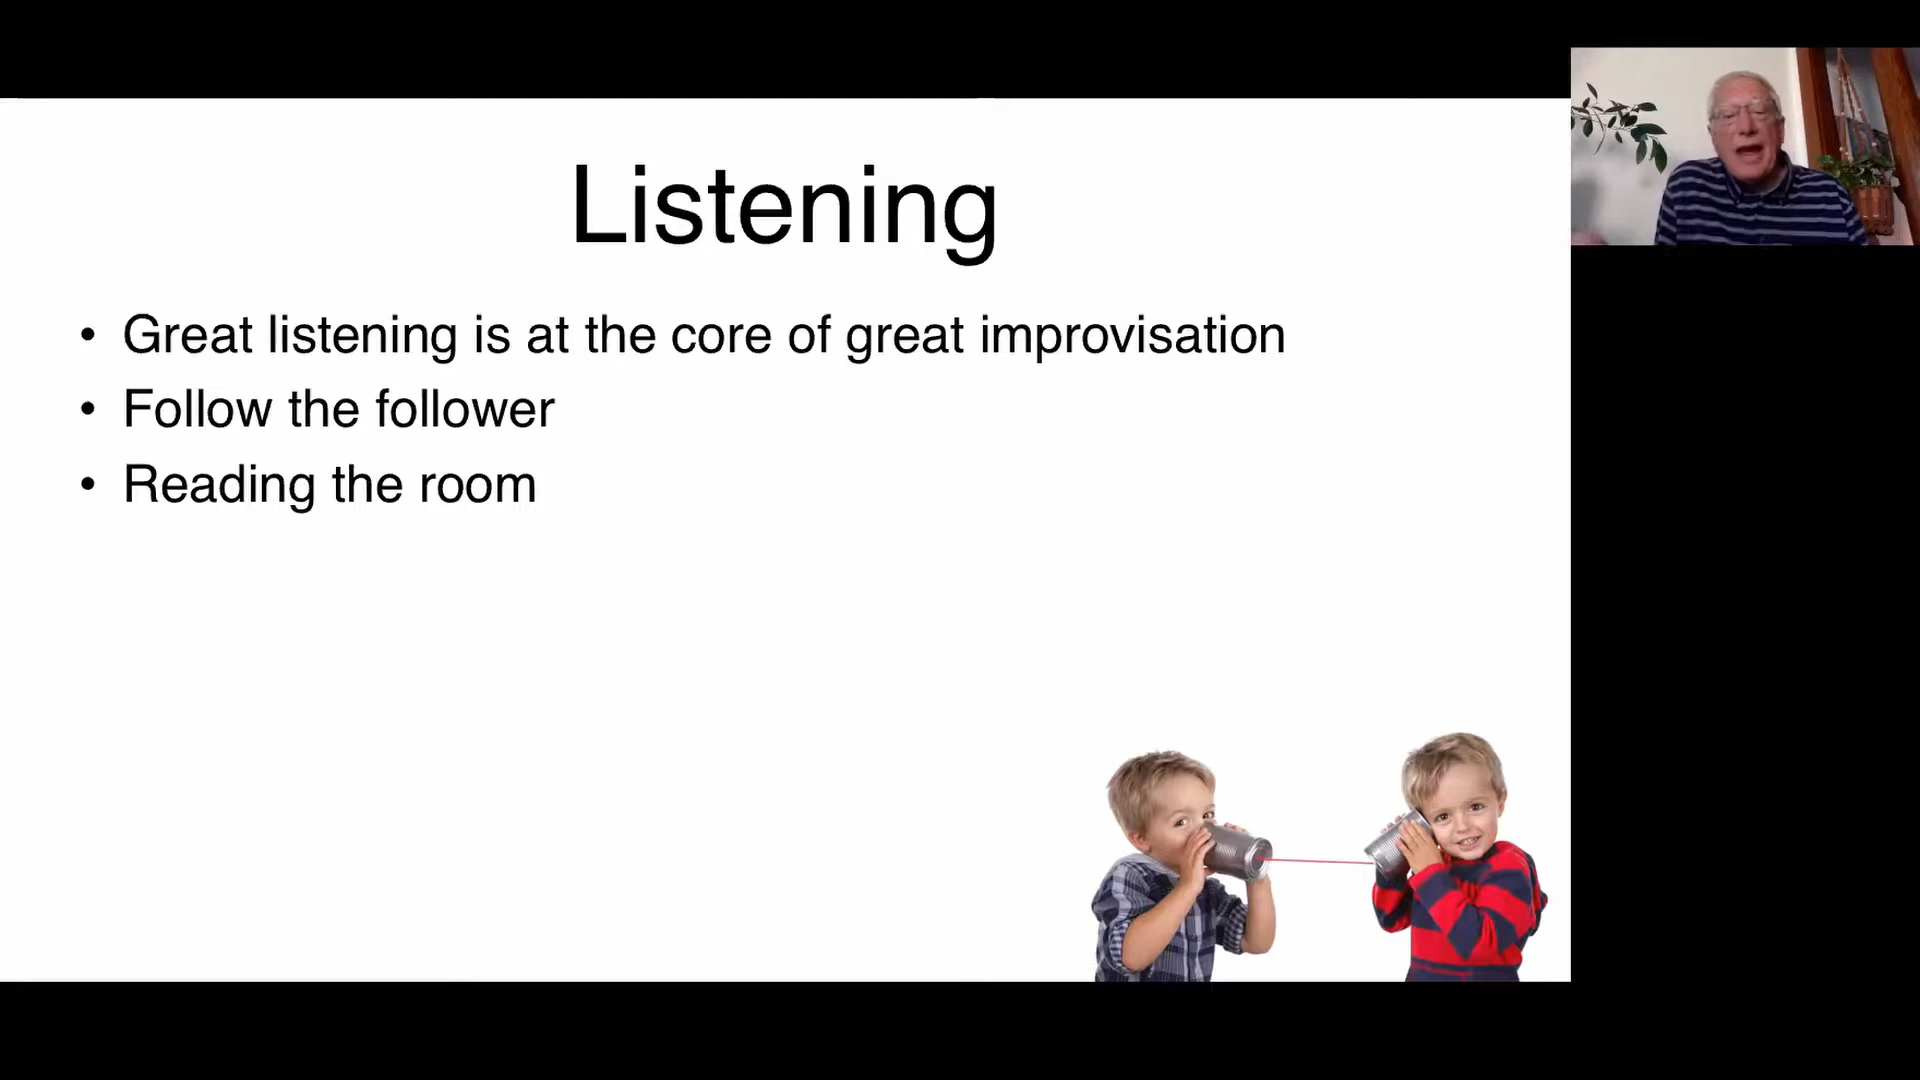 Listening
• Great listening is at the core of great improvisation
• Follow the follower
• Reading the room